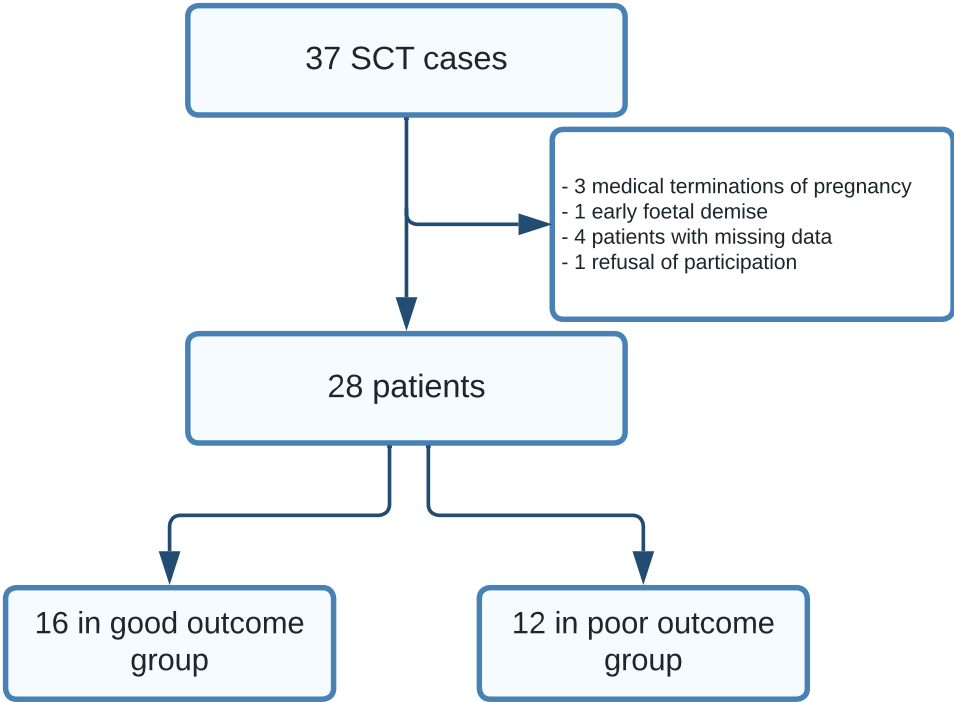 37 SCT cases
- 3 medical terminations of pregnancy
- 1 early foetal demise
- 4 patients with missing data
- 1 refusal of participation
28 patients
16 in good outcome
group
12 in poor outcome
group